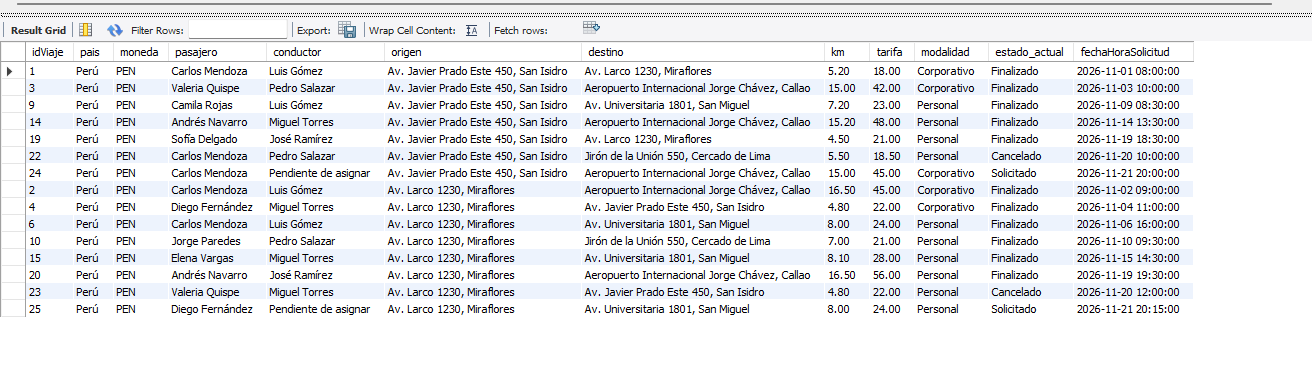 Result Grid Filter Rows: Export: Wrap Cell Content: Fetch rows:
idViaje pais moneda pasajero conductor origen destino km tarifa modalidad estado_actual fechaHoraSolicitud
1 Perú PEN Carlos Mendoza Luis Gómez Av. Javier Prado Este 450, San Isidro Av. Larco 1230, Miraflores 5.20 18.00 Corporativo Finalizado 2026-11-01 08:00:00
3 Perú PEN Valeria Quispe Pedro Salazar Av. Javier Prado Este 450, San Isidro Aeropuerto Internacional Jorge Chávez, Callao 15.00 42.00 Corporativo Finalizado 2026-11-03 10:00:00
9 Perú PEN Camila Rojas Luis Gómez Av. Javier Prado Este 450, San Isidro Av. Universitaria 1801, San Miguel 7.20 23.00 Personal Finalizado 2026-11-09 08:30:00
14 Perú PEN Andrés Navarro Miguel Torres Av. Javier Prado Este 450, San Isidro Aeropuerto Internacional Jorge Chávez, Callao 15.20 48.00 Personal Finalizado 2026-11-14 13:30:00
19 Perú PEN Sofía Delgado José Ramírez Av. Javier Prado Este 450, San Isidro Av. Larco 1230, Miraflores 4.50 21.00 Personal Finalizado 2026-11-19 18:30:00
22 Perú PEN Carlos Mendoza Pedro Salazar Av. Javier Prado Este 450, San Isidro Jirón de la Unión 550, Cercado de Lima 5.50 18.50 Personal Cancelado 2026-11-20 10:00:00
24 Perú PEN Carlos Mendoza Pendiente de asignar Av. Javier Prado Este 450, San Isidro Aeropuerto Internacional Jorge Chávez, Callao 15.00 45.00 Corporativo Solicitado 2026-11-21 20:00:00
2 Perú PEN Carlos Mendoza Luis Gómez Av. Larco 1230, Miraflores Aeropuerto Internacional Jorge Chávez, Callao 16.50 45.00 Corporativo Finalizado 2026-11-02 09:00:00
4 Perú PEN Diego Fernández Miguel Torres Av. Larco 1230, Miraflores Av. Javier Prado Este 450, San Isidro 4.80 22.00 Corporativo Finalizado 2026-11-04 11:00:00
6 Perú PEN Carlos Mendoza Luis Gómez Av. Larco 1230, Miraflores Av. Universitaria 1801, San Miguel 8.00 24.00 Personal Finalizado 2026-11-06 16:00:00
10 Perú PEN Jorge Paredes Pedro Salazar Av. Larco 1230, Miraflores Jirón de la Unión 550, Cercado de Lima 7.00 21.00 Personal Finalizado 2026-11-10 09:30:00
15 Perú PEN Elena Vargas Miguel Torres Av. Larco 1230, Miraflores Av. Universitaria 1801, San Miguel 8.10 28.00 Personal Finalizado 2026-11-15 14:30:00
20 Perú PEN Andrés Navarro José Ramírez Av. Larco 1230, Miraflores Aeropuerto Internacional Jorge Chávez, Callao 16.50 56.00 Personal Finalizado 2026-11-19 19:30:00
23 Perú PEN Valeria Quispe Miguel Torres Av. Larco 1230, Miraflores Av. Javier Prado Este 450, San Isidro 4.80 22.00 Personal Cancelado 2026-11-20 12:00:00
25 Perú PEN Diego Fernández Pendiente de asignar Av. Larco 1230, Miraflores Av. Universitaria 1801, San Miguel 8.00 24.00 Personal Solicitado 2026-11-21 20:15:00